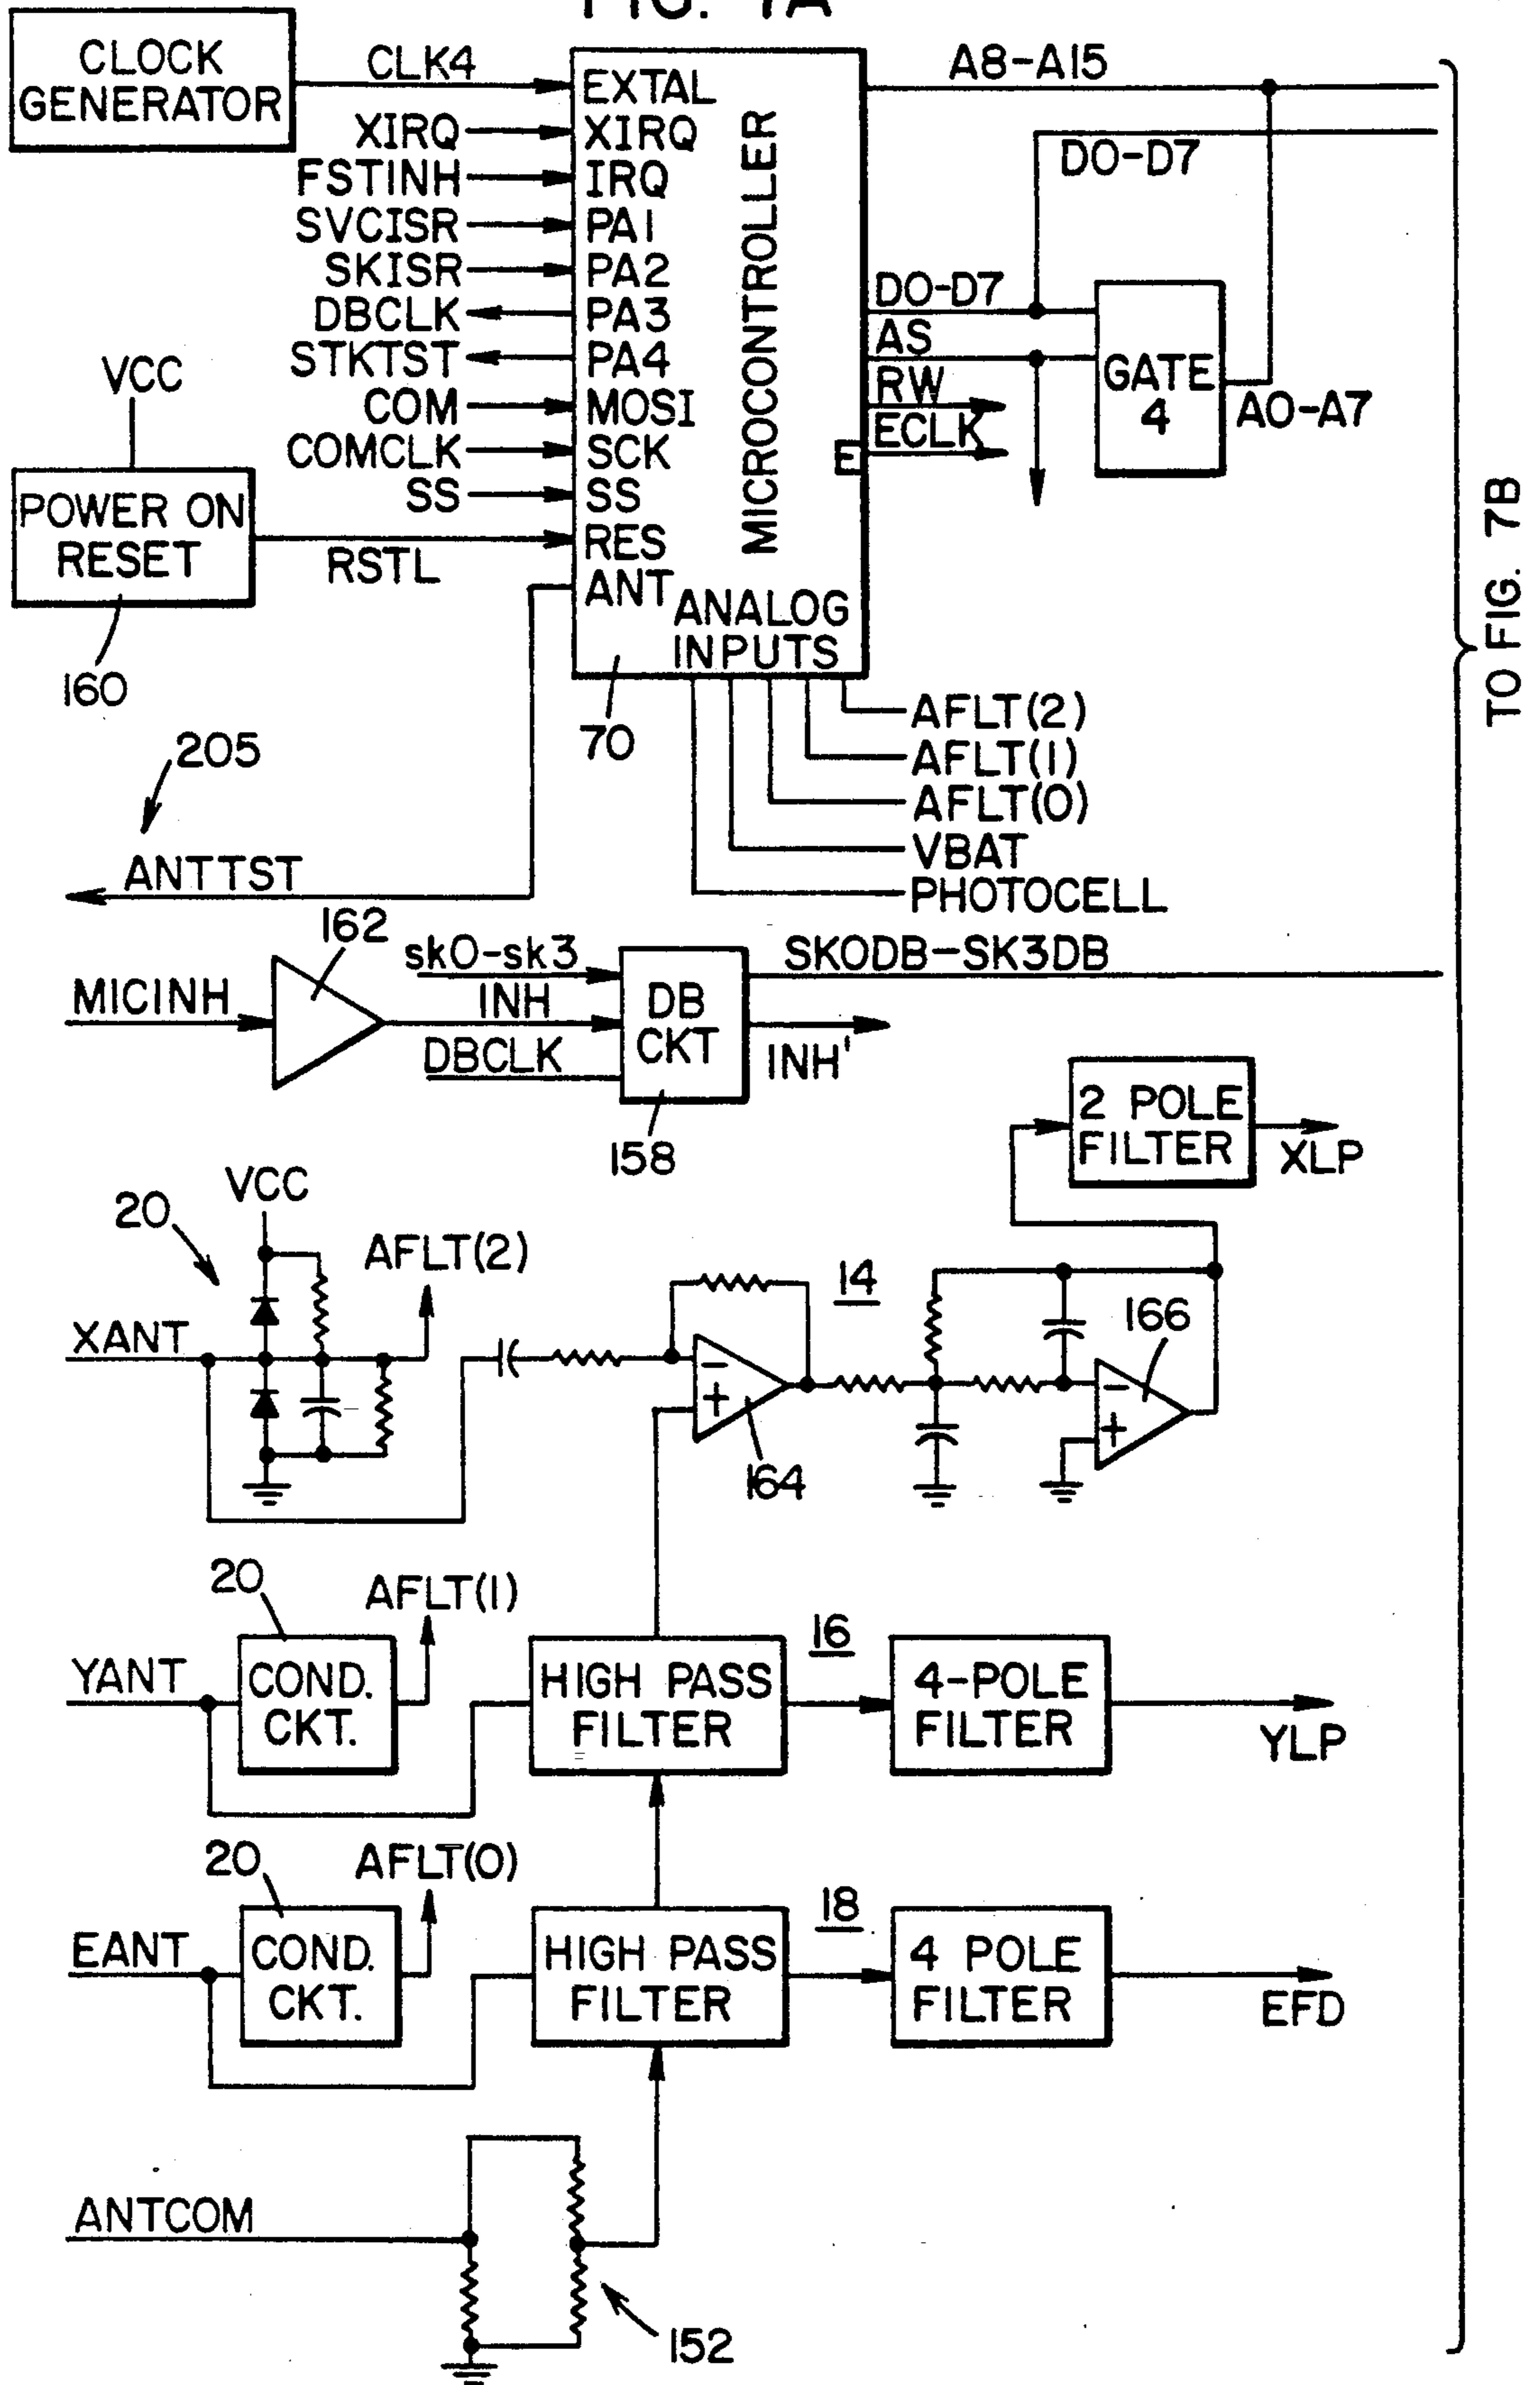 FIG. 7A
CLOCK
GENERATOR
CLK4
XIRQ
FSTINH
SVCISR
SKISR
DBCLK
STKTST
COM
COMCLK
SS
VCC
POWER ON
RESET
RSTL
160
EXTAL
XIRQ
IRQ
PA1
PA2
PA3
PA4
MOSI
SCK
SS
RES
ANT
MICROCONTROLLER
E
ANALOG
INPUTS
70
A8-A15
D0-D7
D0-D7
AS
RW
ECLK
GATE
4
A0-A7
TO FIG. 7B
AFLT(2)
AFLT(1)
AFLT(0)
VBAT
PHOTOCELL
205
ANTTST
162
MICINH
sk0-sk3
INH
DBCLK
DB
CKT
158
SK0DB-SK3DB
INH'
2 POLE
FILTER
XLP
20
VCC
AFLT(2)
XANT
14
164
166
20
AFLT(1)
YANT
COND.
CKT.
HIGH PASS
FILTER
16
4-POLE
FILTER
YLP
20
AFLT(0)
EANT
COND.
CKT.
HIGH PASS
FILTER
18
4 POLE
FILTER
EFD
ANTCOM
152